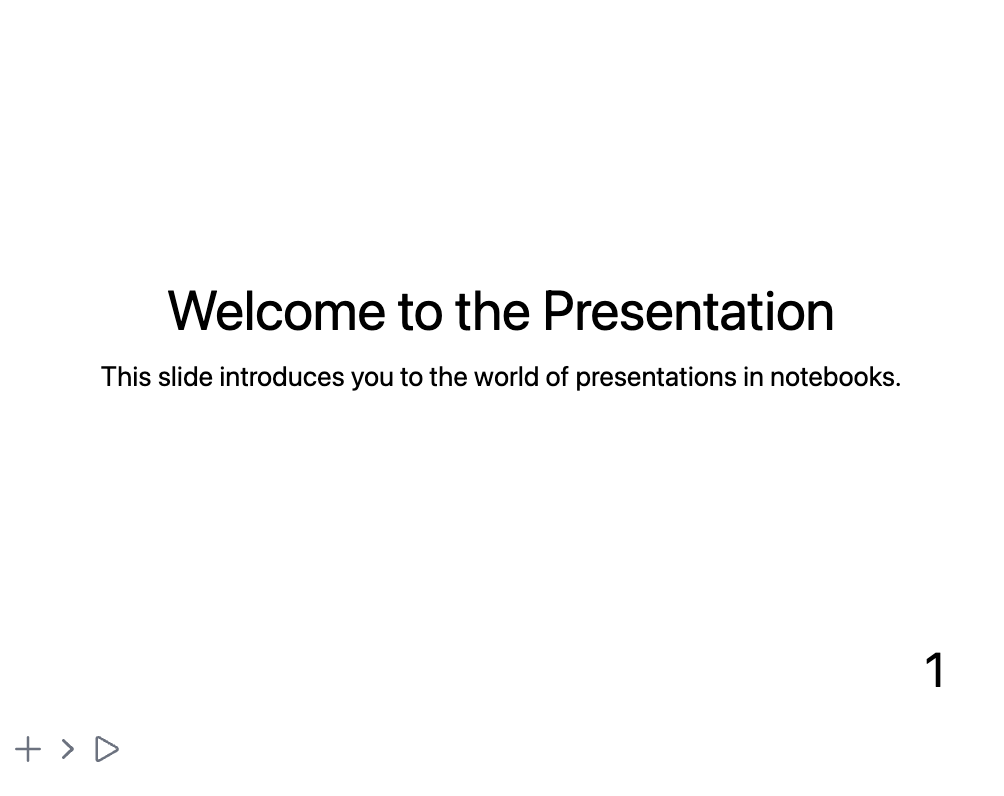 Welcome to the Presentation
This slide introduces you to the world of presentations in notebooks.
1